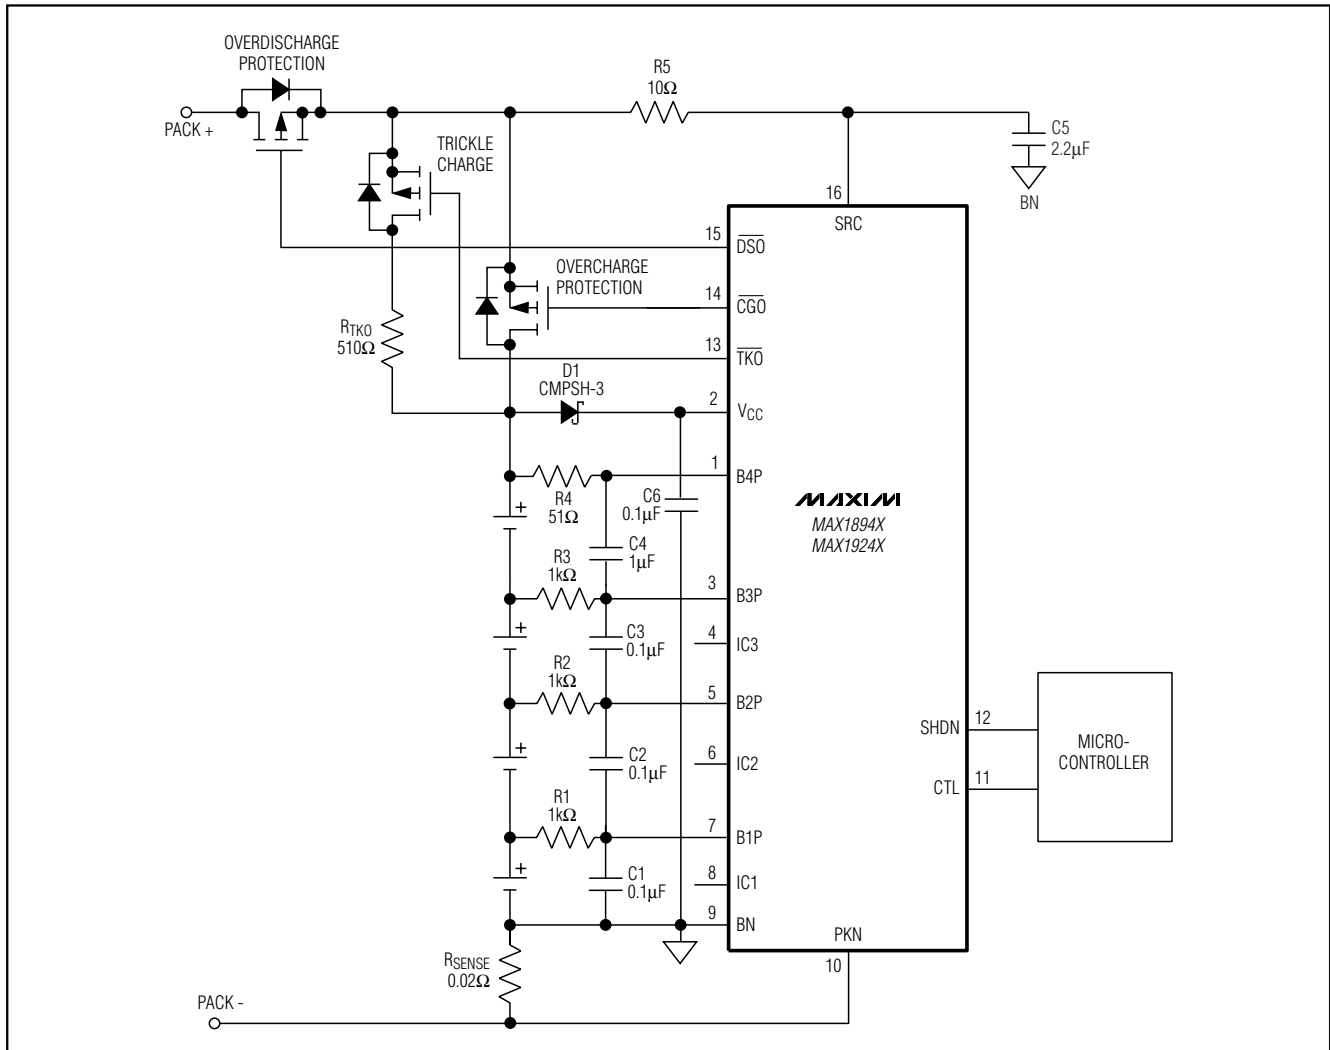 OVERDISCHARGE
PROTECTION
PACK +
R5
10Ω
C5
2.2µF
BN
TRICKLE
CHARGE
16
SRC
15
DSO
OVERCHARGE
PROTECTION
14
CGO
RTKO
510Ω
13
TKO
D1
CMPSH-3
2
VCC
1
B4P
+
R4
51Ω
C6
0.1µF
MAXIM
MAX1894X
MAX1924X
C4
1µF
R3
1kΩ
3
B3P
+
C3
0.1µF
4
IC3
R2
1kΩ
5
B2P
SHDN
12
MICRO-
CONTROLLER
+
C2
0.1µF
6
IC2
CTL
11
R1
1kΩ
7
B1P
+
C1
0.1µF
8
IC1
9
BN
PKN
10
RSENSE
0.02Ω
PACK -